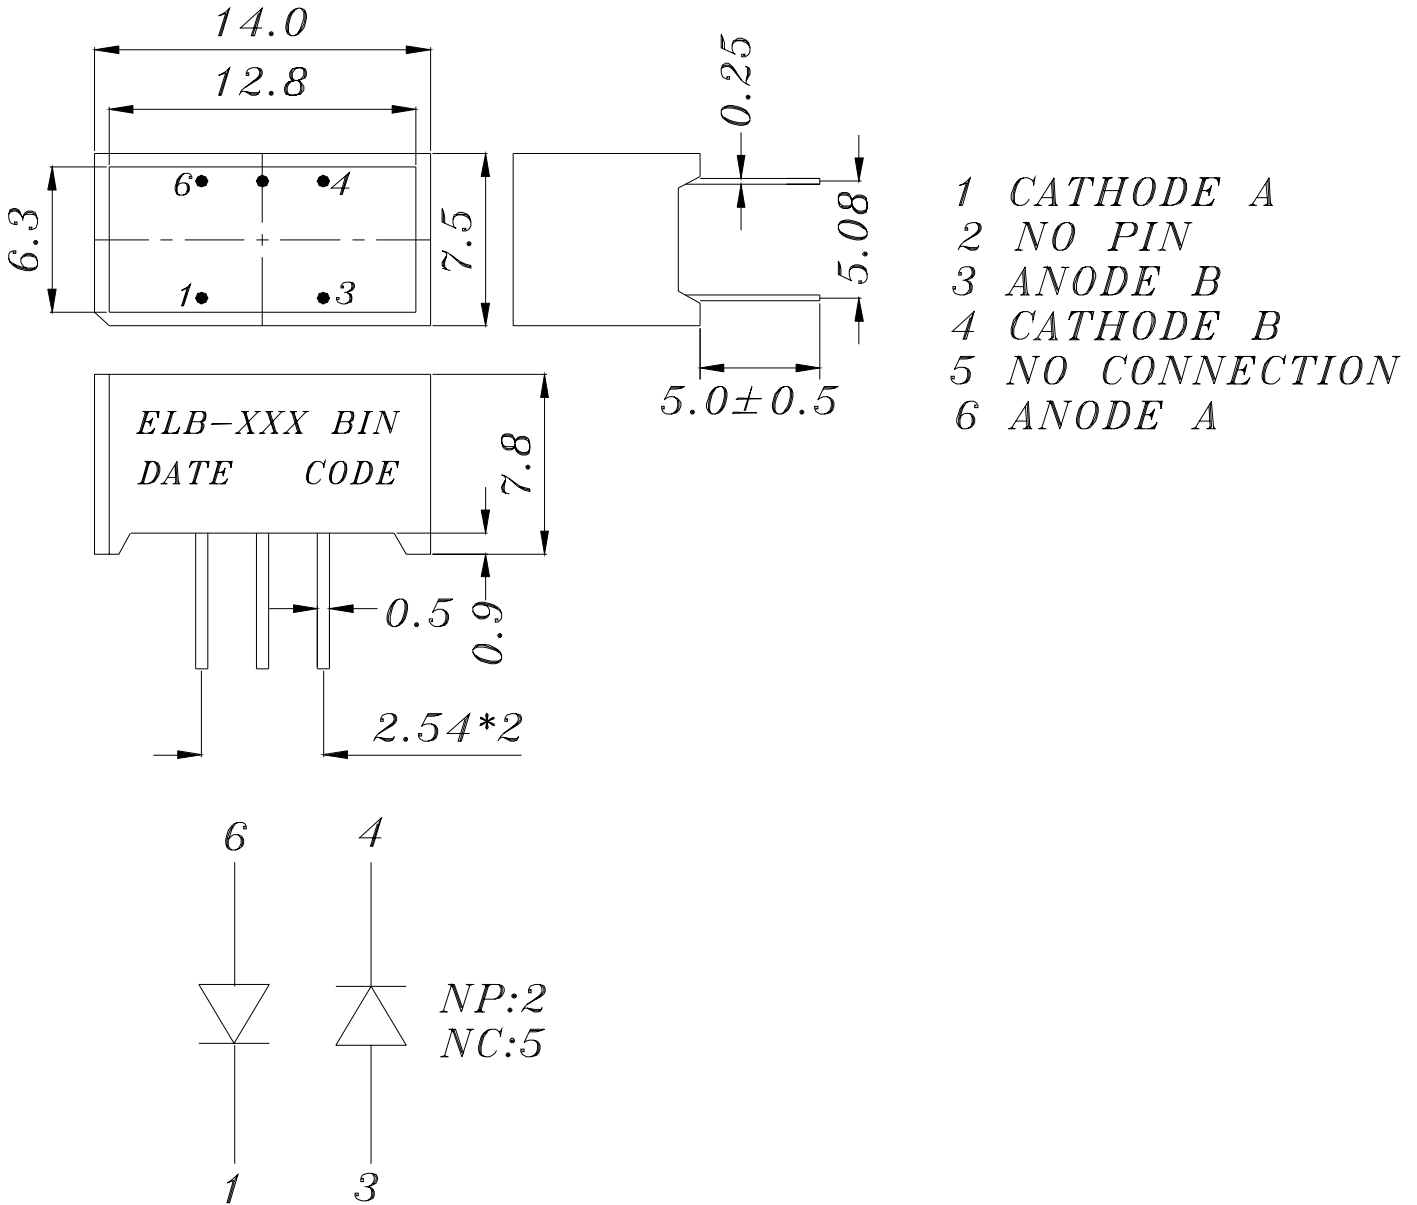 14.0
12.8
0.25
6
4
1
3
6.3
7.5
5.08
5.0±0.5
1 CATHODE A
2 NO PIN
3 ANODE B
4 CATHODE B
5 NO CONNECTION
6 ANODE A
ELB-XXX BIN
DATE CODE
7.8
0.5
0.9
2.54*2
6
4
NP:2
NC:5
1
3